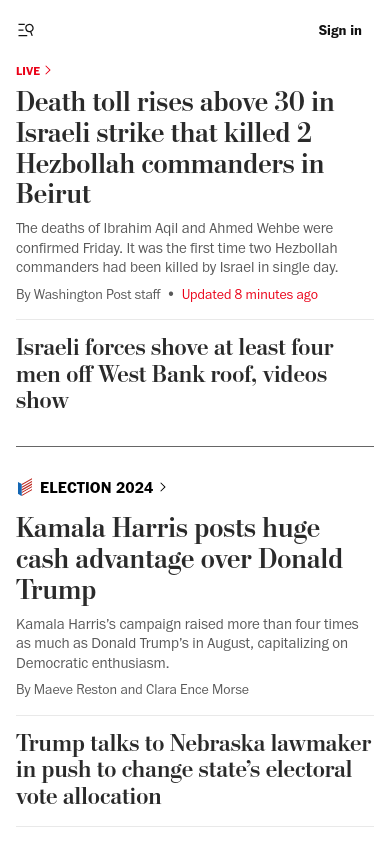 Sign in
LIVE
Death toll rises above 30 in
Israeli strike that killed 2
Hezbollah commanders in
Beirut
The deaths of Ibrahim Aqil and Ahmed Wehbe were
confirmed Friday. It was the first time two Hezbollah
commanders had been killed by Israel in single day.
By Washington Post staff • Updated 8 minutes ago
Israeli forces shove at least four
men off West Bank roof, videos
show
ELECTION 2024
Kamala Harris posts huge
cash advantage over Donald
Trump
Kamala Harris’s campaign raised more than four times
as much as Donald Trump’s in August, capitalizing on
Democratic enthusiasm.
By Maeve Reston and Clara Ence Morse
Trump talks to Nebraska lawmaker
in push to change state’s electoral
vote allocation